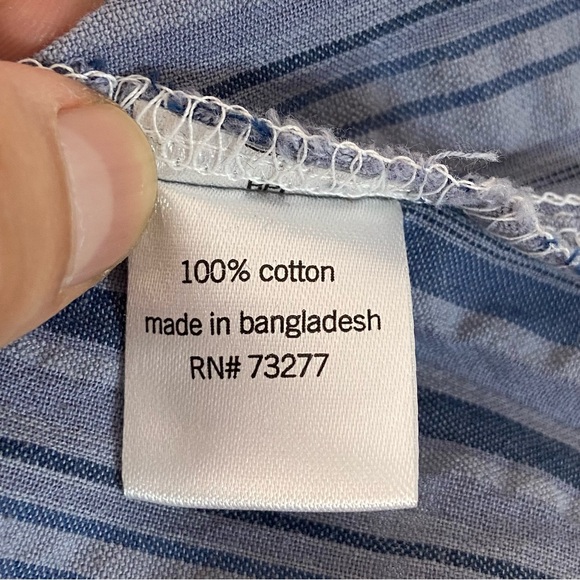 100% cotton
made in bangladesh
RN# 73277